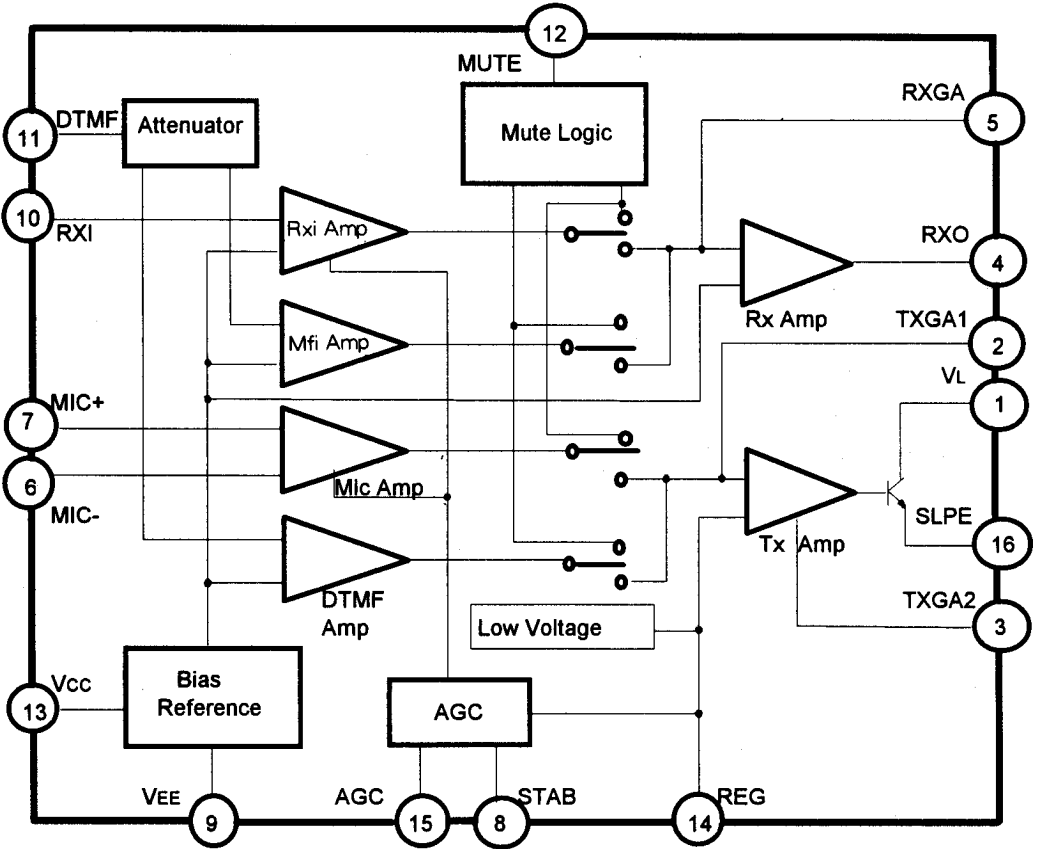 12
MUTE
RXGA
5
11
DTMF
Attenuator
Mute Logic
10
RXI
Rxi Amp
RXO
4
Rx Amp
TXGA1
2
Mfi Amp
VL
1
7
MIC+
6
MIC-
Mic Amp
SLPE
16
Tx Amp
DTMF
Amp
TXGA2
3
Low Voltage
13
Vcc
Bias
Reference
AGC
VEE
9
AGC
15
STAB
8
REG
14